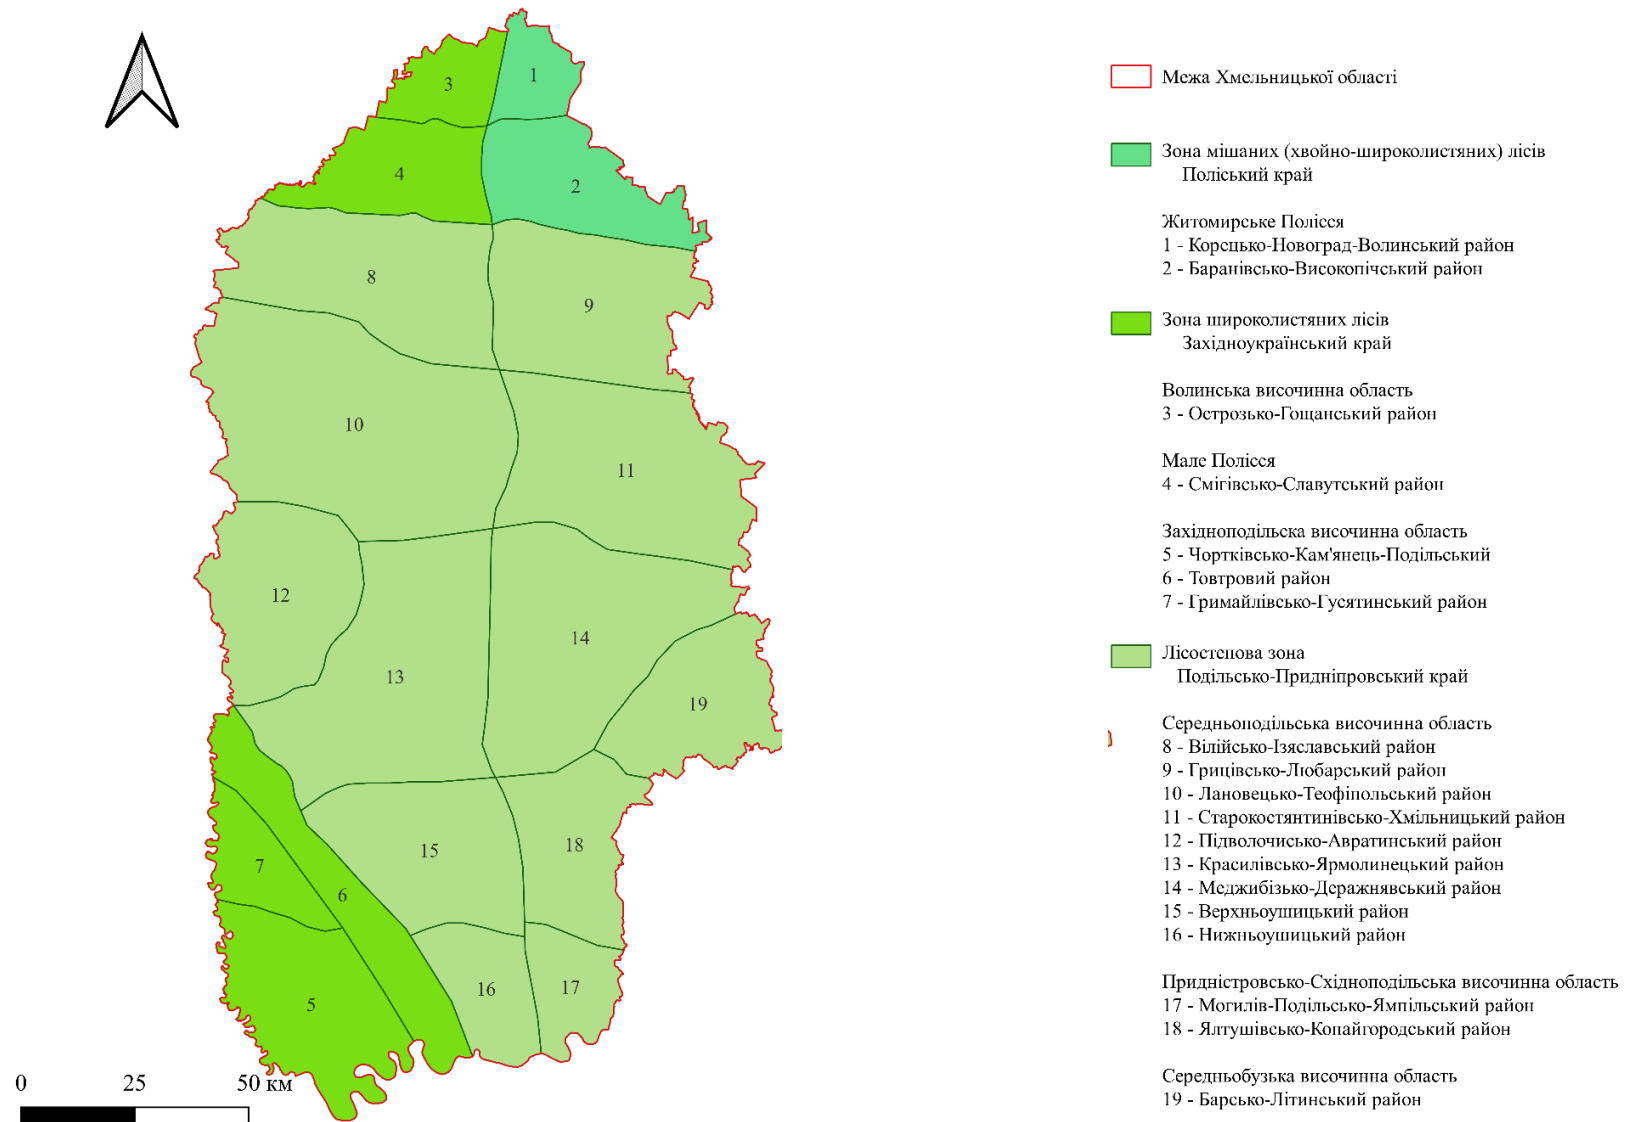 3
1
4
2
8
9
10
11
12
14
13
19
7
6
15
18
5
16
17
0 25 50 км
Межа Хмельницької області
Зона мішаних (хвойно-широколистяних) лісів
Поліський край
Житомирське Полісся
1 - Корецько-Новоград-Волинський район
2 - Баранівсько-Високопічський район
Зона широколистяних лісів
Західноукраїнський край
Волинська височинна область
3 - Острозько-Гощанський район
Мале Полісся
4 - Смігівсько-Славутський район
Західноподільска височинна область
5 - Чортківсько-Кам'янець-Подільський
6 - Товтровий район
7 - Гримайлівсько-Гусятинський район
Лісостепова зона
Подільсько-Придніпровський край
Середньоподільська височинна область
8 - Вілійсько-Ізяславський район
9 - Грицівсько-Любарський район
10 - Лановецько-Теофіпольський район
11 - Старокостянтинівсько-Хмільницький район
12 - Підволочисько-Авратинський район
13 - Красилівсько-Ярмолинецький район
14 - Меджибізько-Деражнявський район
15 - Верхньоушицький район
16 - Нижньоушицький район
Придністровсько-Східноподільська височинна область
17 - Могилів-Подільсько-Ямпільський район
18 - Ялтушівсько-Копайгородський район
Середньобузька височинна область
19 - Барсько-Літинський район